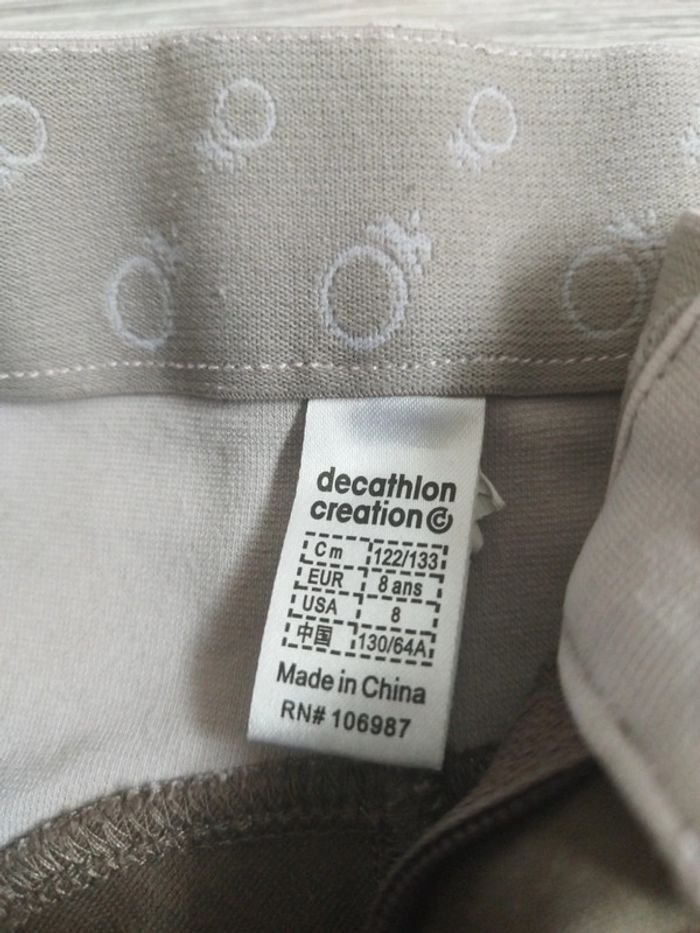 decathlon
creation
Cm 122/133
EUR 8 ans
USA 8
中国 130/64A
Made in China
RN# 106987